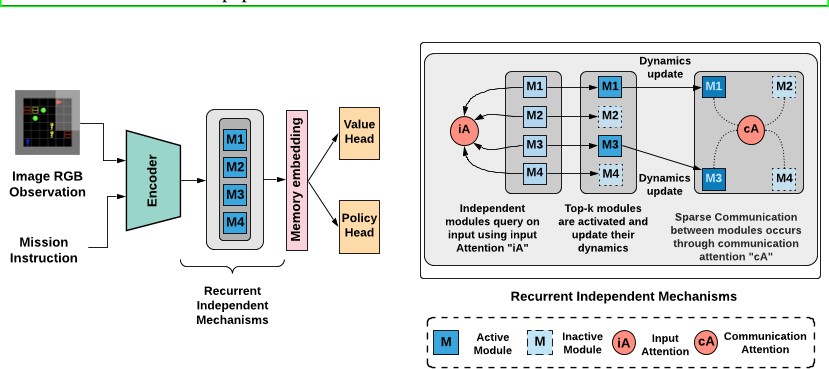 Image RGB
Observation
Mission
Instruction
Encoder
M1
M2
M3
M4
Recurrent
Independent
Mechanisms
Memory embedding
Value
Head
Policy
Head
iA
M1
M2
M3
M4
M1
M2
M3
M4
Dynamics
update
Dynamics
update
M1
M2
cA
M3
M4
Independent
modules query on
input using input
Attention "iA"
Top-k modules
are activated and
update their
dynamics
Sparse Communication
between modules occurs
through communication
attention "cA"
Recurrent Independent Mechanisms
M
Active
Module
M
Inactive
Module
iA
Input
Attention
cA
Communication
Attention